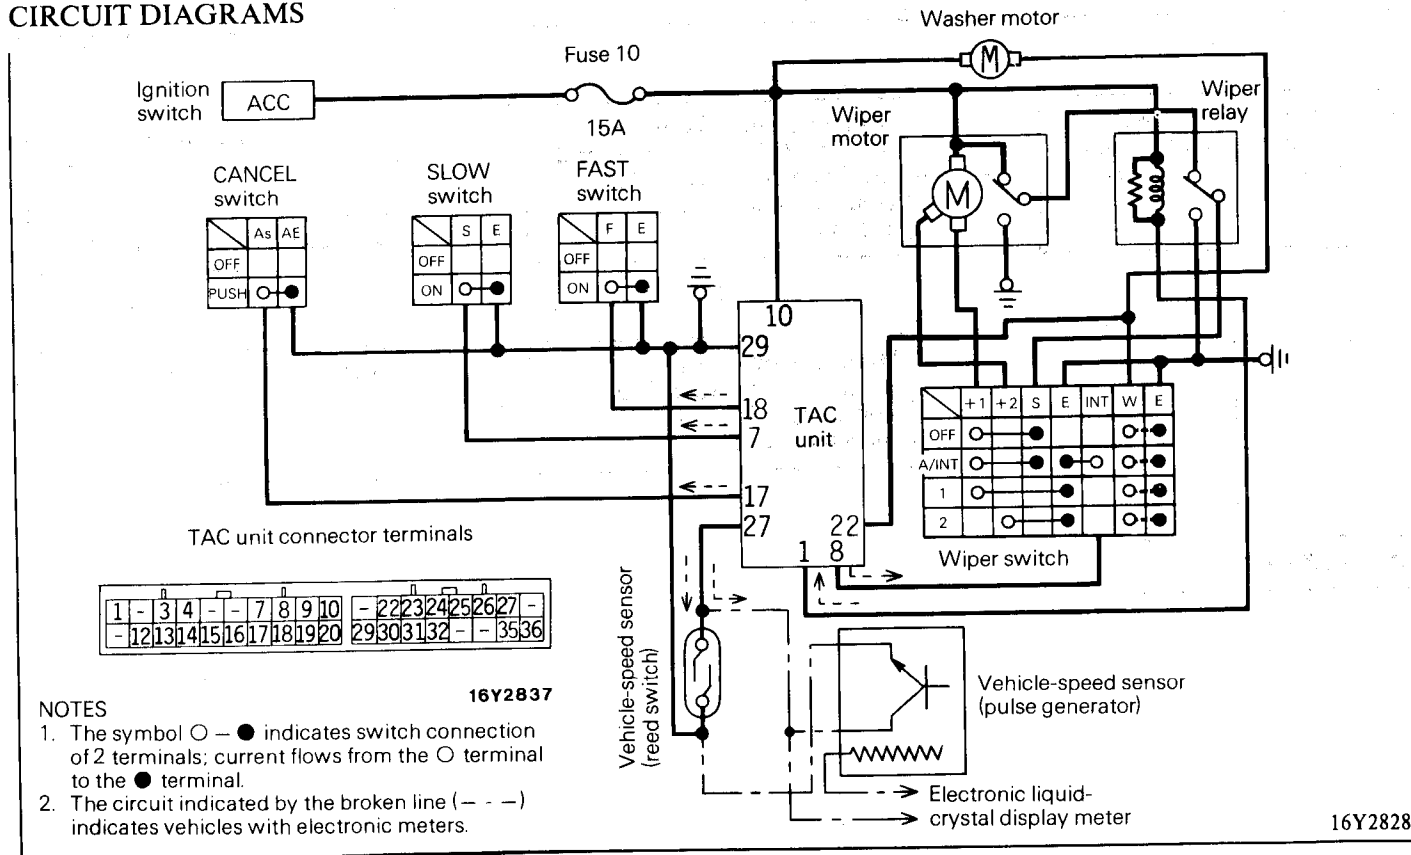 CIRCUIT DIAGRAMS
Washer motor
Fuse 10
Ignition
switch
ACC
15A
Wiper
motor
Wiper
relay
M
M
CANCEL
switch
SLOW
switch
FAST
switch
As AE
OFF
PUSH
S E
OFF
ON
F E
OFF
ON
10
29
18
7
17
27
22
1 8
TAC
unit
+1 +2 S E INT W E
OFF
A/INT
1
2
Wiper switch
TAC unit connector terminals
1 - 3 4 - - 7 8 9 10 - 22 23 24 25 26 27 -
- 12 13 14 15 16 17 18 19 20 29 30 31 32 - - 35 36
16Y2837
Vehicle-speed sensor
(reed switch)
Vehicle-speed sensor
(pulse generator)
Electronic liquid-
crystal display meter
NOTES
1. The symbol ○ – ● indicates switch connection
of 2 terminals; current flows from the ○ terminal
to the ● terminal.
2. The circuit indicated by the broken line (– - –)
indicates vehicles with electronic meters.
16Y2828